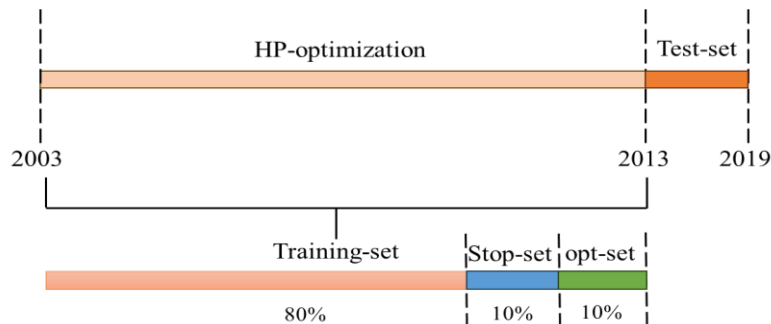 HP-optimization Test-set
2003 2013 2019
Training-set Stop-set opt-set
80% 10% 10%